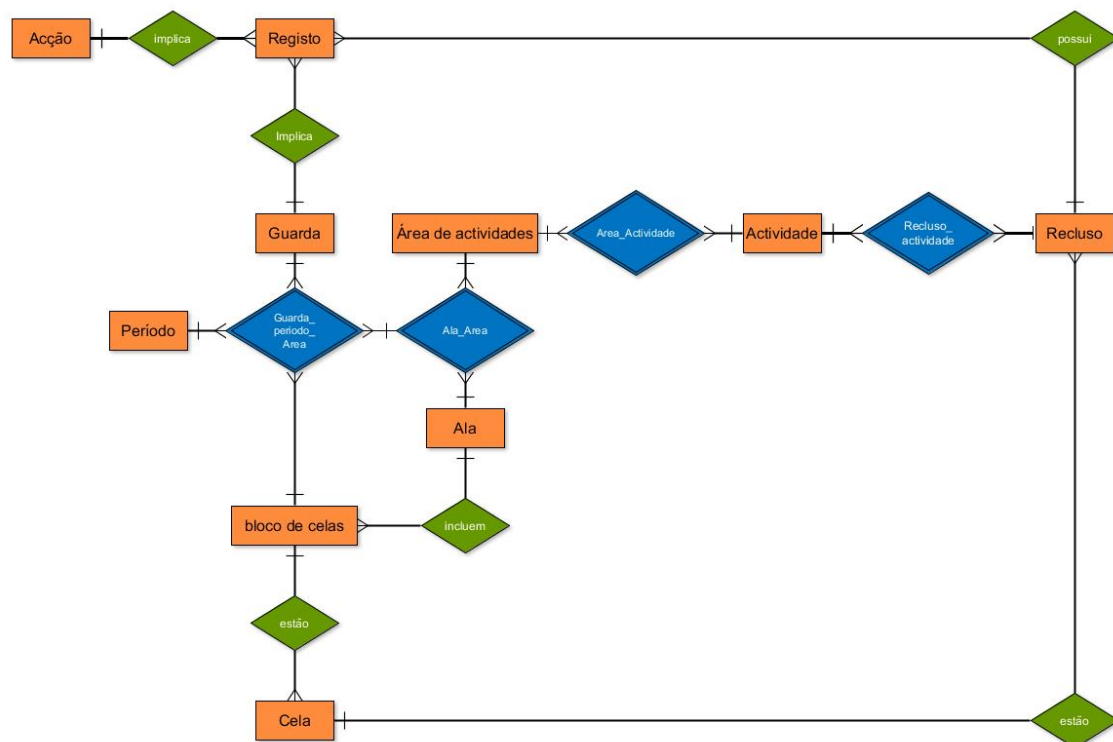 Acção
implica
Registo
possui
Implica
Guarda
Área de actividades
Area_Actividade
Actividade
Recluso_
actividade
Recluso
Período
Guarda_
periodo_
Area
Ala_Area
Ala
bloco de celas
incluem
estão
Cela
estão